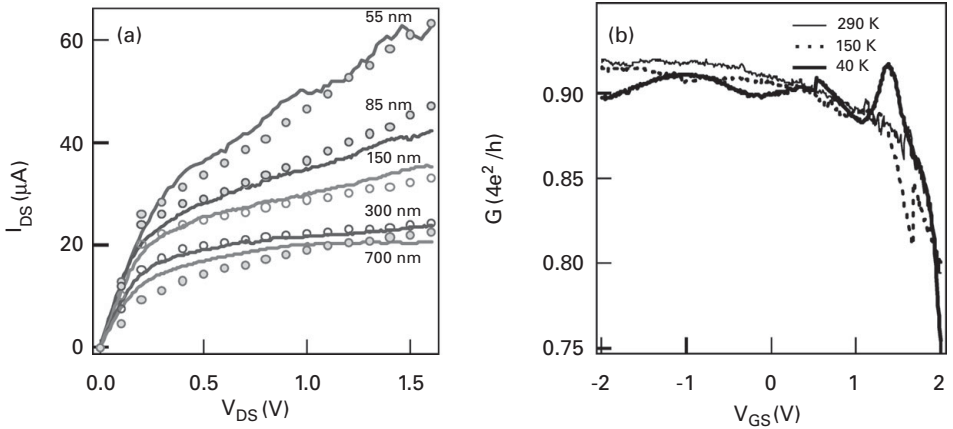 (a)
60
40
20
0
I_DS (μA)
55 nm
85 nm
150 nm
300 nm
700 nm
0.0 0.5 1.0 1.5
V_DS (V)
(b)
290 K
150 K
40 K
0.90
0.85
0.80
0.75
G (4e²/h)
-2 -1 0 1 2
V_GS (V)